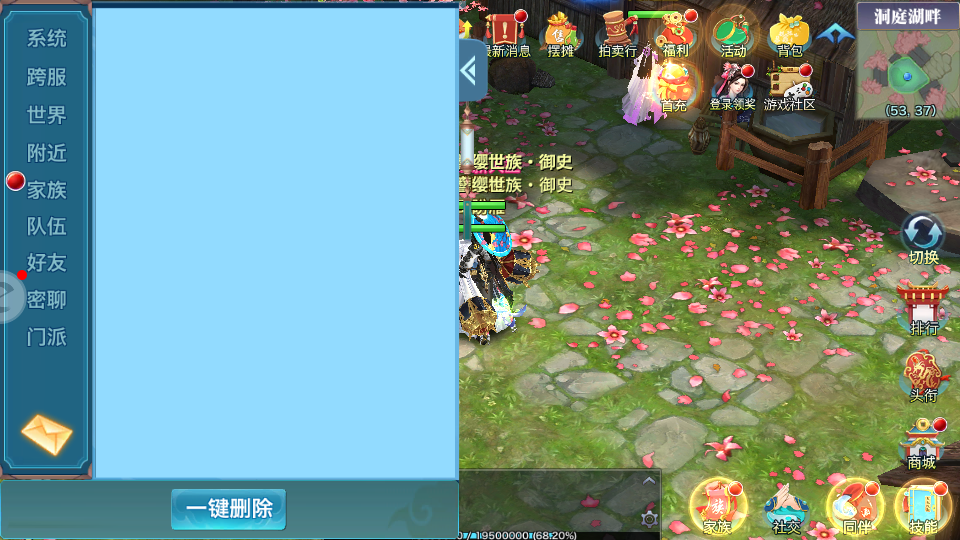 系统
跨服
世界
附近
家族
队伍
好友
密聊
门派
一键删除
最新消息
摆摊
售
拍卖行
福利
活动
背包
首充
登录领奖
游戏社区
洞庭湖畔
(53, 37)
缨世族·御史
缨世族·御史
切换
排行
头衔
商城
家族
社交
同伴
技能
19500000 (68.20%)